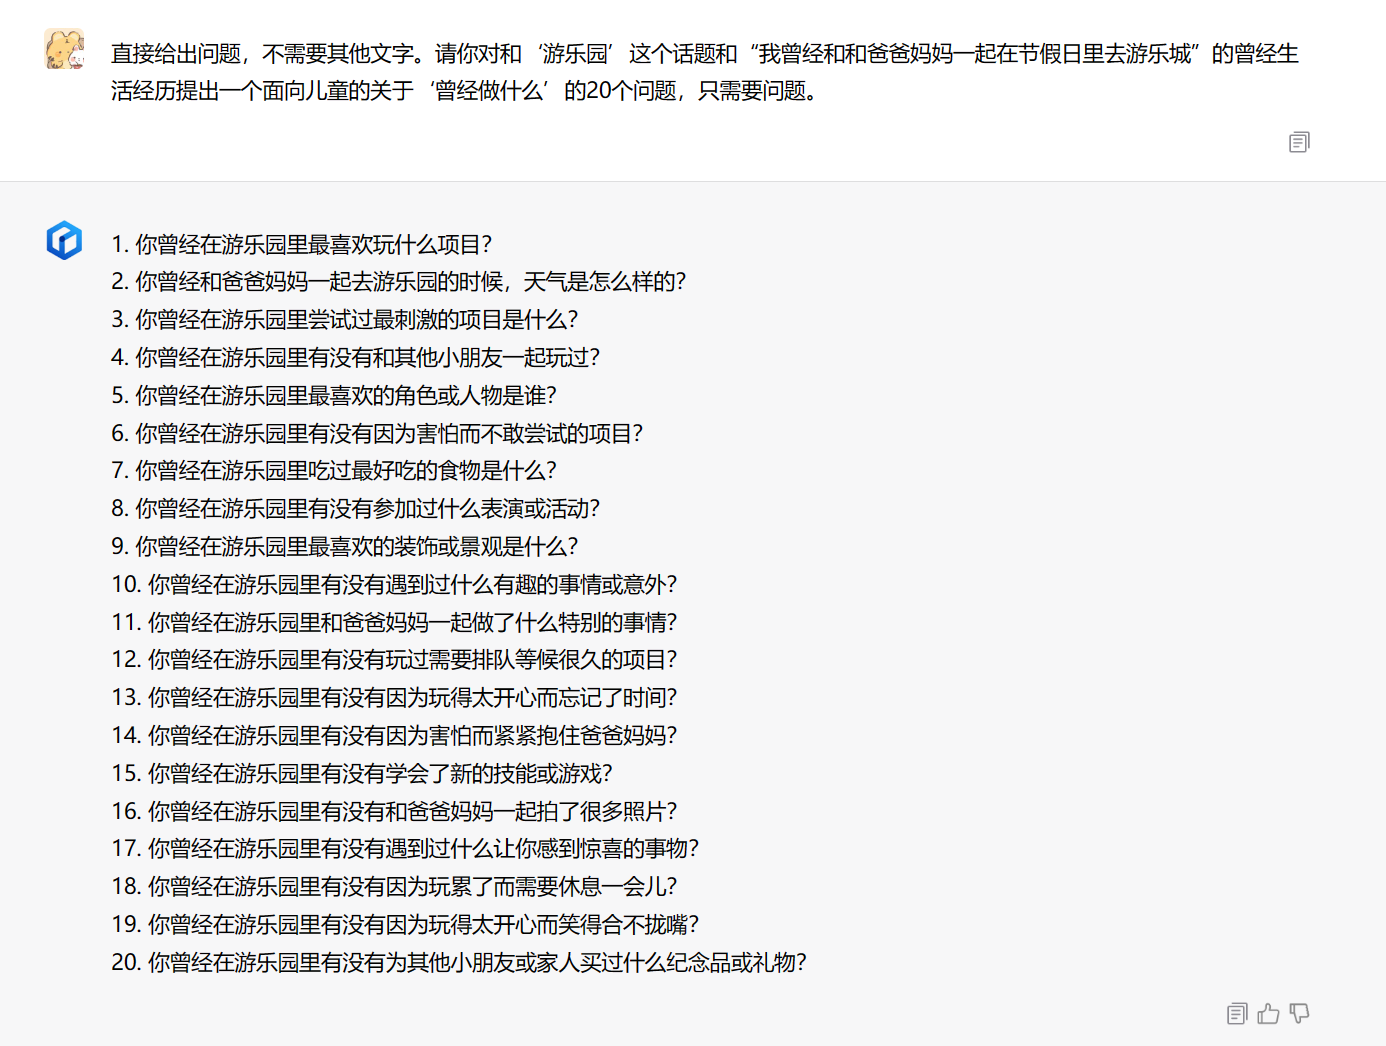 直接给出问题，不需要其他文字。请你对和‘游乐园’这个话题和“我曾经和和爸爸妈妈一起在节假日里去游乐城”的曾经生
活经历提出一个面向儿童的关于‘曾经做什么’的20个问题，只需要问题。
1. 你曾经在游乐园里最喜欢玩什么项目？
2. 你曾经和爸爸妈妈一起去游乐园的时候，天气是怎么样的？
3. 你曾经在游乐园里尝试过最刺激的项目是什么？
4. 你曾经在游乐园里有没有和其他小朋友一起玩过？
5. 你曾经在游乐园里最喜欢的角色或人物是谁？
6. 你曾经在游乐园里有没有因为害怕而不敢尝试的项目？
7. 你曾经在游乐园里吃过最好吃的食物是什么？
8. 你曾经在游乐园里有没有参加过什么表演或活动？
9. 你曾经在游乐园里最喜欢的装饰或景观是什么？
10. 你曾经在游乐园里有没有遇到过什么有趣的事情或意外？
11. 你曾经在游乐园里和爸爸妈妈一起做了什么特别的事情？
12. 你曾经在游乐园里有没有玩过需要排队等候很久的项目？
13. 你曾经在游乐园里有没有因为玩得太开心而忘记了时间？
14. 你曾经在游乐园里有没有因为害怕而紧紧抱住爸爸妈妈？
15. 你曾经在游乐园里有没有学会了新的技能或游戏？
16. 你曾经在游乐园里有没有和爸爸妈妈一起拍了很多照片？
17. 你曾经在游乐园里有没有遇到过什么让你感到惊喜的事物？
18. 你曾经在游乐园里有没有因为玩累了而需要休息一会儿？
19. 你曾经在游乐园里有没有因为玩得太开心而笑得合不拢嘴？
20. 你曾经在游乐园里有没有为其他小朋友或家人买过什么纪念品或礼物？